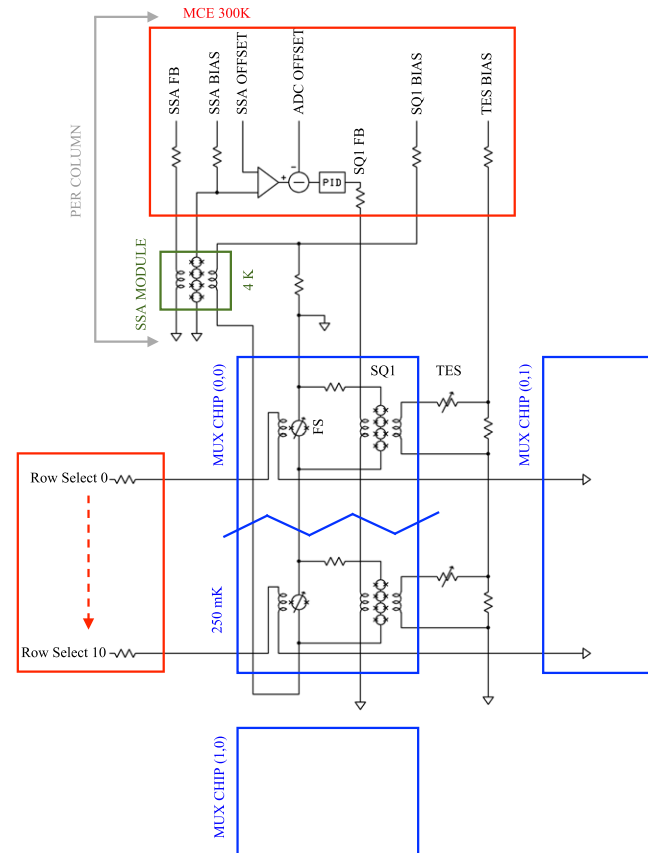 MCE 300K
PER COLUMN
SSA FB
SSA BIAS
SSA OFFSET
ADC OFFSET
SQ1 FB
SQ1 BIAS
TES BIAS
-
+
PID
SSA MODULE
4 K
MUX CHIP (0,0)
SQ1
TES
MUX CHIP (0,1)
FS
Row Select 0
250 mK
Row Select 10
MUX CHIP (1,0)